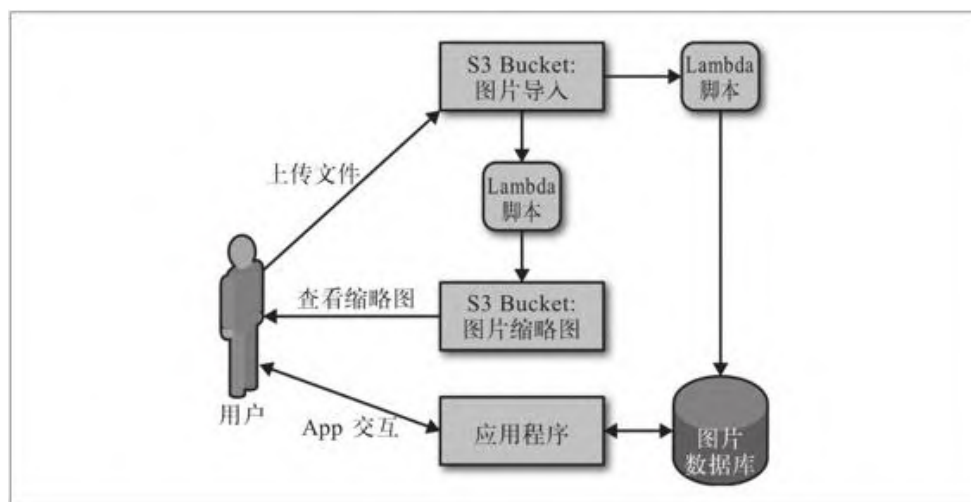 S3 Bucket:
图片导入
Lambda
脚本
上传文件
Lambda
脚本
查看缩略图
S3 Bucket:
图片缩略图
用户
App 交互
应用程序
图片
数据库